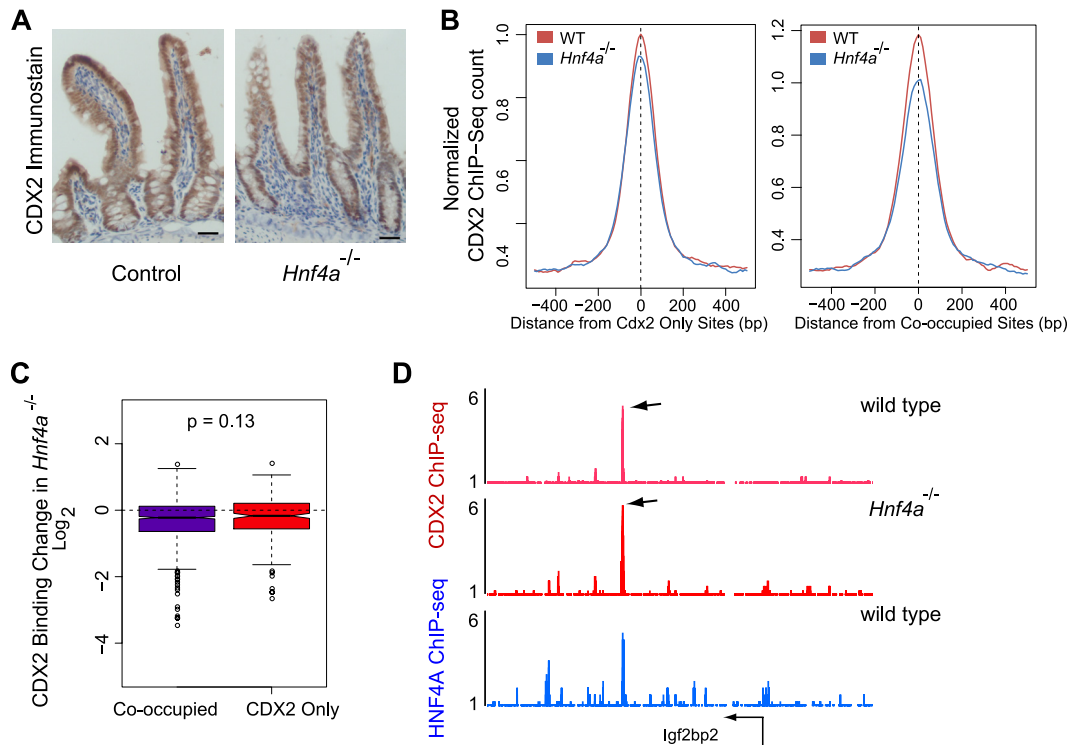 A
CDX2 Immunostain
Control
Hnf4a-/-
B
Normalized
CDX2 ChIP-Seq count
WT
Hnf4a-/-
1.0
0.8
0.6
0.4
−400 −200 0 200 400
Distance from Cdx2 Only Sites (bp)
WT
Hnf4a-/-
1.2
1.0
0.8
0.6
0.4
−400 −200 0 200 400
Distance from Co-occupied Sites (bp)
C
CDX2 Binding Change in Hnf4a-/-
Log2
p = 0.13
2
0
−2
−4
Co-occupied
CDX2 Only
D
CDX2 ChIP-seq
HNF4A ChIP-seq
6
1
wild type
6
1
Hnf4a-/-
6
1
wild type
Igf2bp2